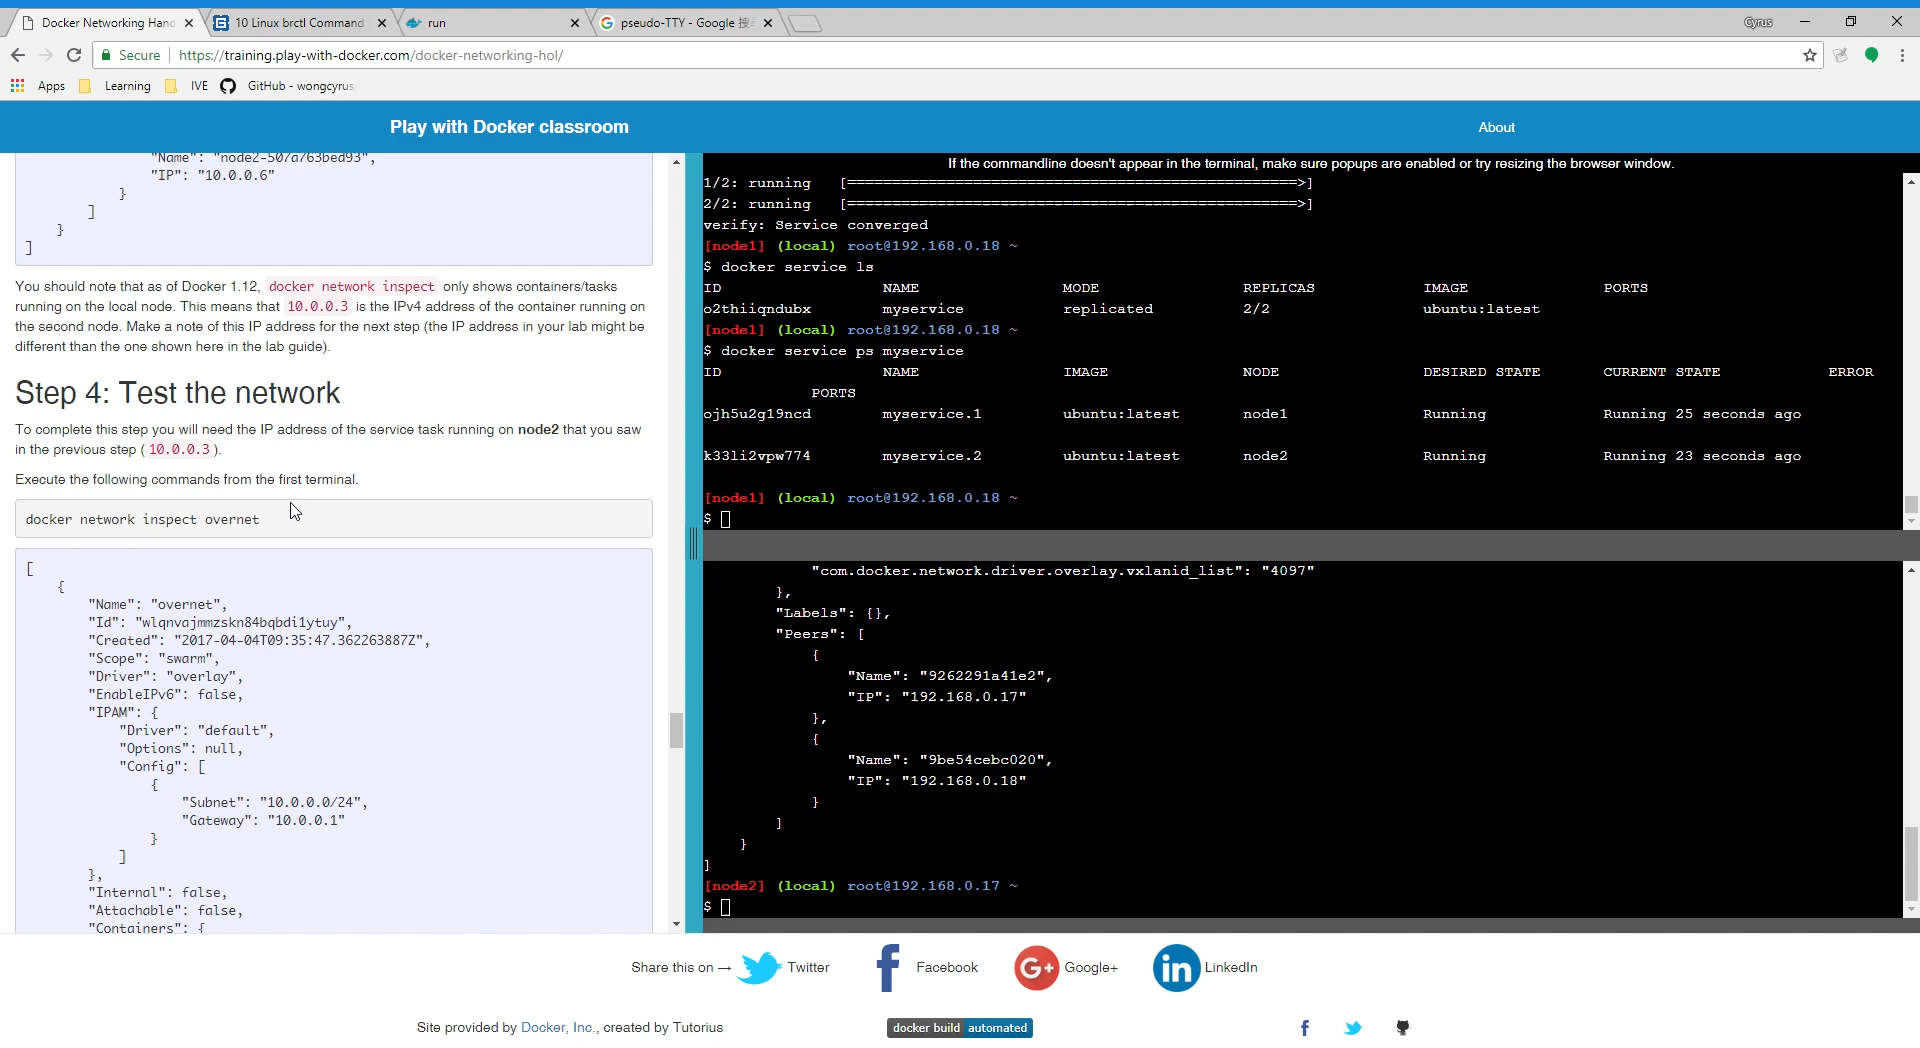 Docker Networking Hand
10 Linux brctl Command
run
pseudo-TTY - Google 搜
Cyrus
Secure
https://training.play-with-docker.com/docker-networking-hol/
Apps
Learning
IVE
GitHub - wongcyrus
Play with Docker classroom
About
"Name": "node2-507a763bed93",
"IP": "10.0.0.6"
}
]
}
]
You should note that as of Docker 1.12, docker network inspect only shows containers/tasks
running on the local node. This means that 10.0.0.3 is the IPv4 address of the container running on
the second node. Make a note of this IP address for the next step (the IP address in your lab might be
different than the one shown here in the lab guide).
Step 4: Test the network
To complete this step you will need the IP address of the service task running on node2 that you saw
in the previous step ( 10.0.0.3 ).
Execute the following commands from the first terminal.
docker network inspect overnet
[
{
"Name": "overnet",
"Id": "wlqnvajmmzskn84bqbdi1ytuy",
"Created": "2017-04-04T09:35:47.362263887Z",
"Scope": "swarm",
"Driver": "overlay",
"EnableIPv6": false,
"IPAM": {
"Driver": "default",
"Options": null,
"Config": [
{
"Subnet": "10.0.0.0/24",
"Gateway": "10.0.0.1"
}
]
},
"Internal": false,
"Attachable": false,
"Containers": {
If the commandline doesn't appear in the terminal, make sure popups are enabled or try resizing the browser window.
1/2: running [==================================================>]
2/2: running [==================================================>]
verify: Service converged
[node1] (local) root@192.168.0.18 ~
$ docker service ls
ID NAME MODE REPLICAS IMAGE PORTS
o2thiiqndubx myservice replicated 2/2 ubuntu:latest
[node1] (local) root@192.168.0.18 ~
$ docker service ps myservice
ID NAME IMAGE NODE DESIRED STATE CURRENT STATE ERROR
PORTS
ojh5u2g19ncd myservice.1 ubuntu:latest node1 Running Running 25 seconds ago
k33li2vpw774 myservice.2 ubuntu:latest node2 Running Running 23 seconds ago
[node1] (local) root@192.168.0.18 ~
$
"com.docker.network.driver.overlay.vxlanid_list": "4097"
},
"Labels": {},
"Peers": [
{
"Name": "9262291a41e2",
"IP": "192.168.0.17"
},
{
"Name": "9be54cebc020",
"IP": "192.168.0.18"
}
]
}
]
[node2] (local) root@192.168.0.17 ~
$
Share this on → Twitter Facebook Google+ LinkedIn
Site provided by Docker, Inc., created by Tutorius
docker build automated